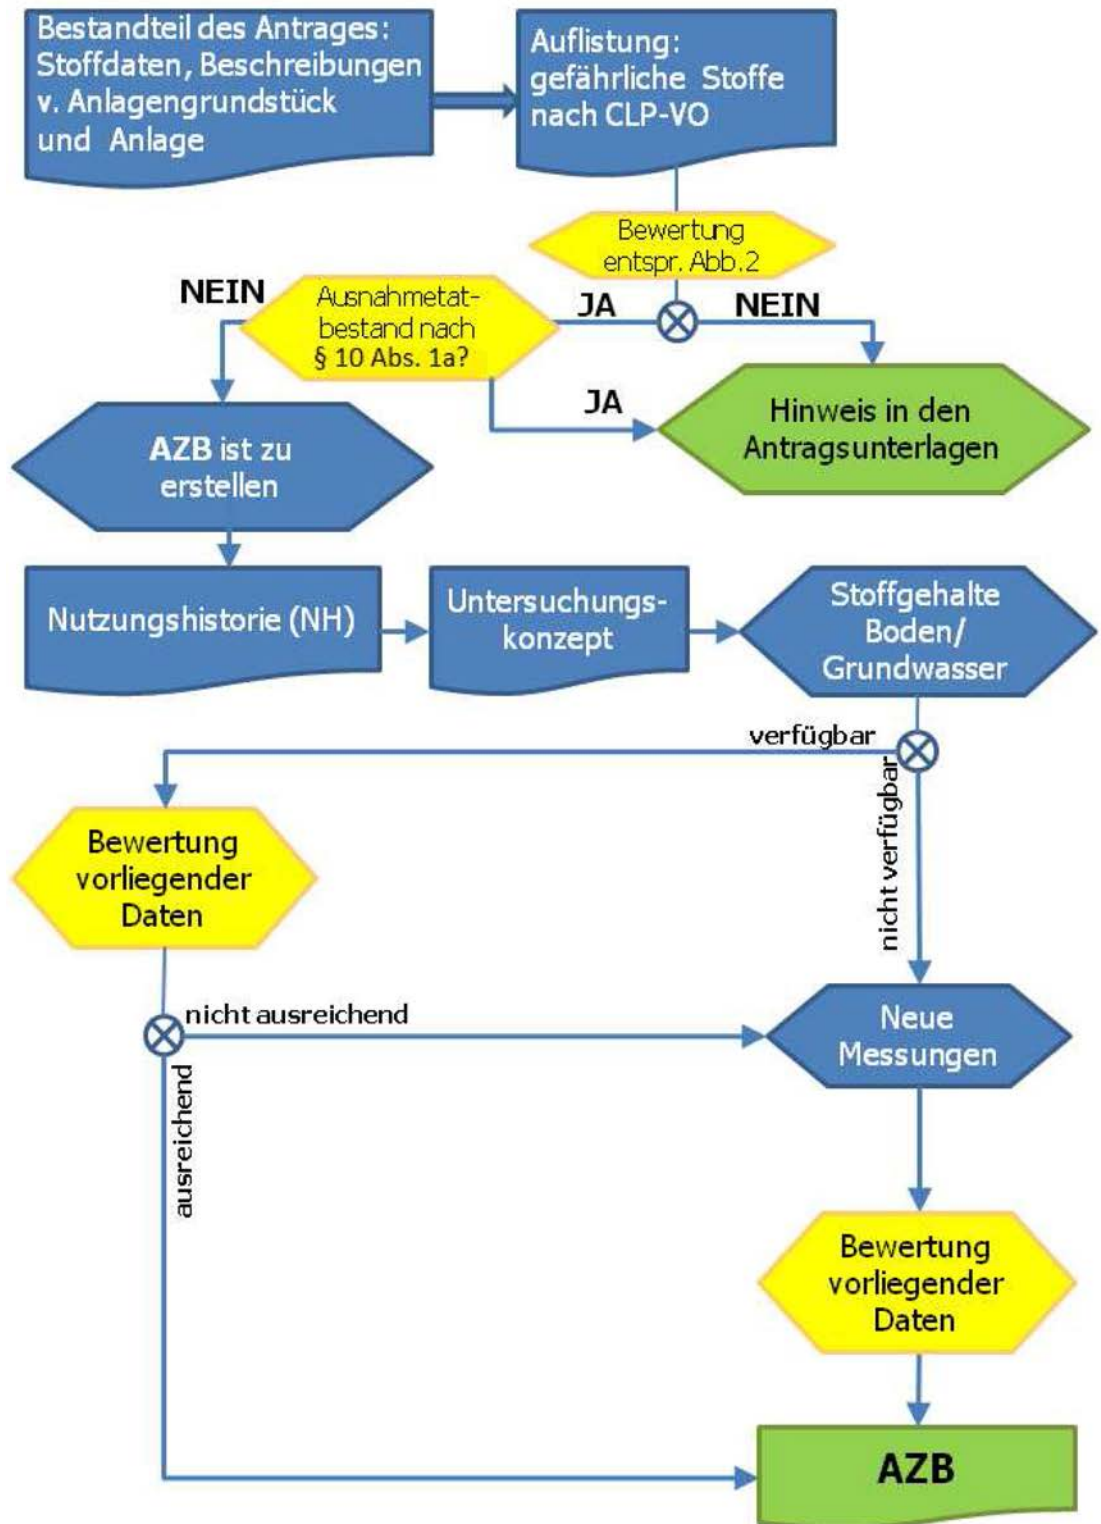 Bestandteil des Antrages:
Stoffdaten, Beschreibungen
v. Anlagengrundstück
und Anlage
Auflistung:
gefährliche Stoffe
nach CLP-VO
Bewertung
entspr. Abb.2
NEIN
Ausnahmetat-
bestand nach
§ 10 Abs. 1a?
JA
NEIN
JA
Hinweis in den
Antragsunterlagen
AZB ist zu
erstellen
Nutzungshistorie (NH)
Untersuchungs-
konzept
Stoffgehalte
Boden/
Grundwasser
verfügbar
nicht verfügbar
Bewertung
vorliegender
Daten
nicht ausreichend
ausreichend
Neue
Messungen
Bewertung
vorliegender
Daten
AZB